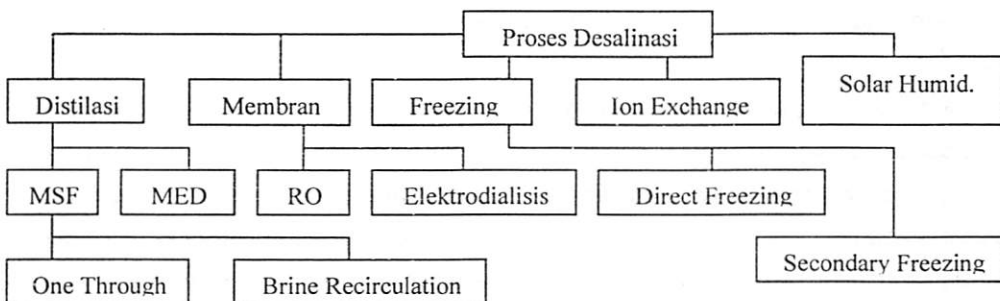 Proses Desalinasi
Distilasi
Membran
Freezing
Ion Exchange
Solar Humid.
MSF
MED
RO
Elektrodialisis
Direct Freezing
Secondary Freezing
One Through
Brine Recirculation